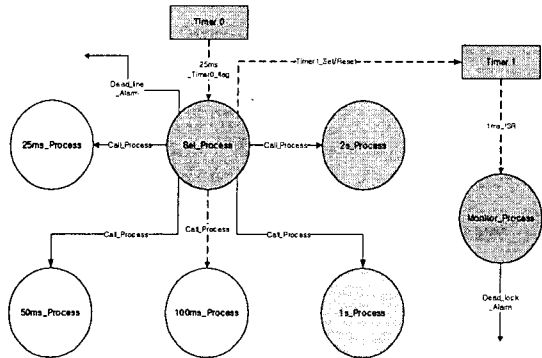 Timer 0
25ms
_Timer0_flag
Timer1_Set/Reset
Timer 1
Dead_line
_Alarm
1ms_ISR
25ms_Process
Call_Process
Sel_Process
Call_Process
2s_Process
Monitor_Process
Call_Process
Call_Process
Call_Process
Dead_lock
_Alarm
50ms_Process
100ms_Process
1s_Process